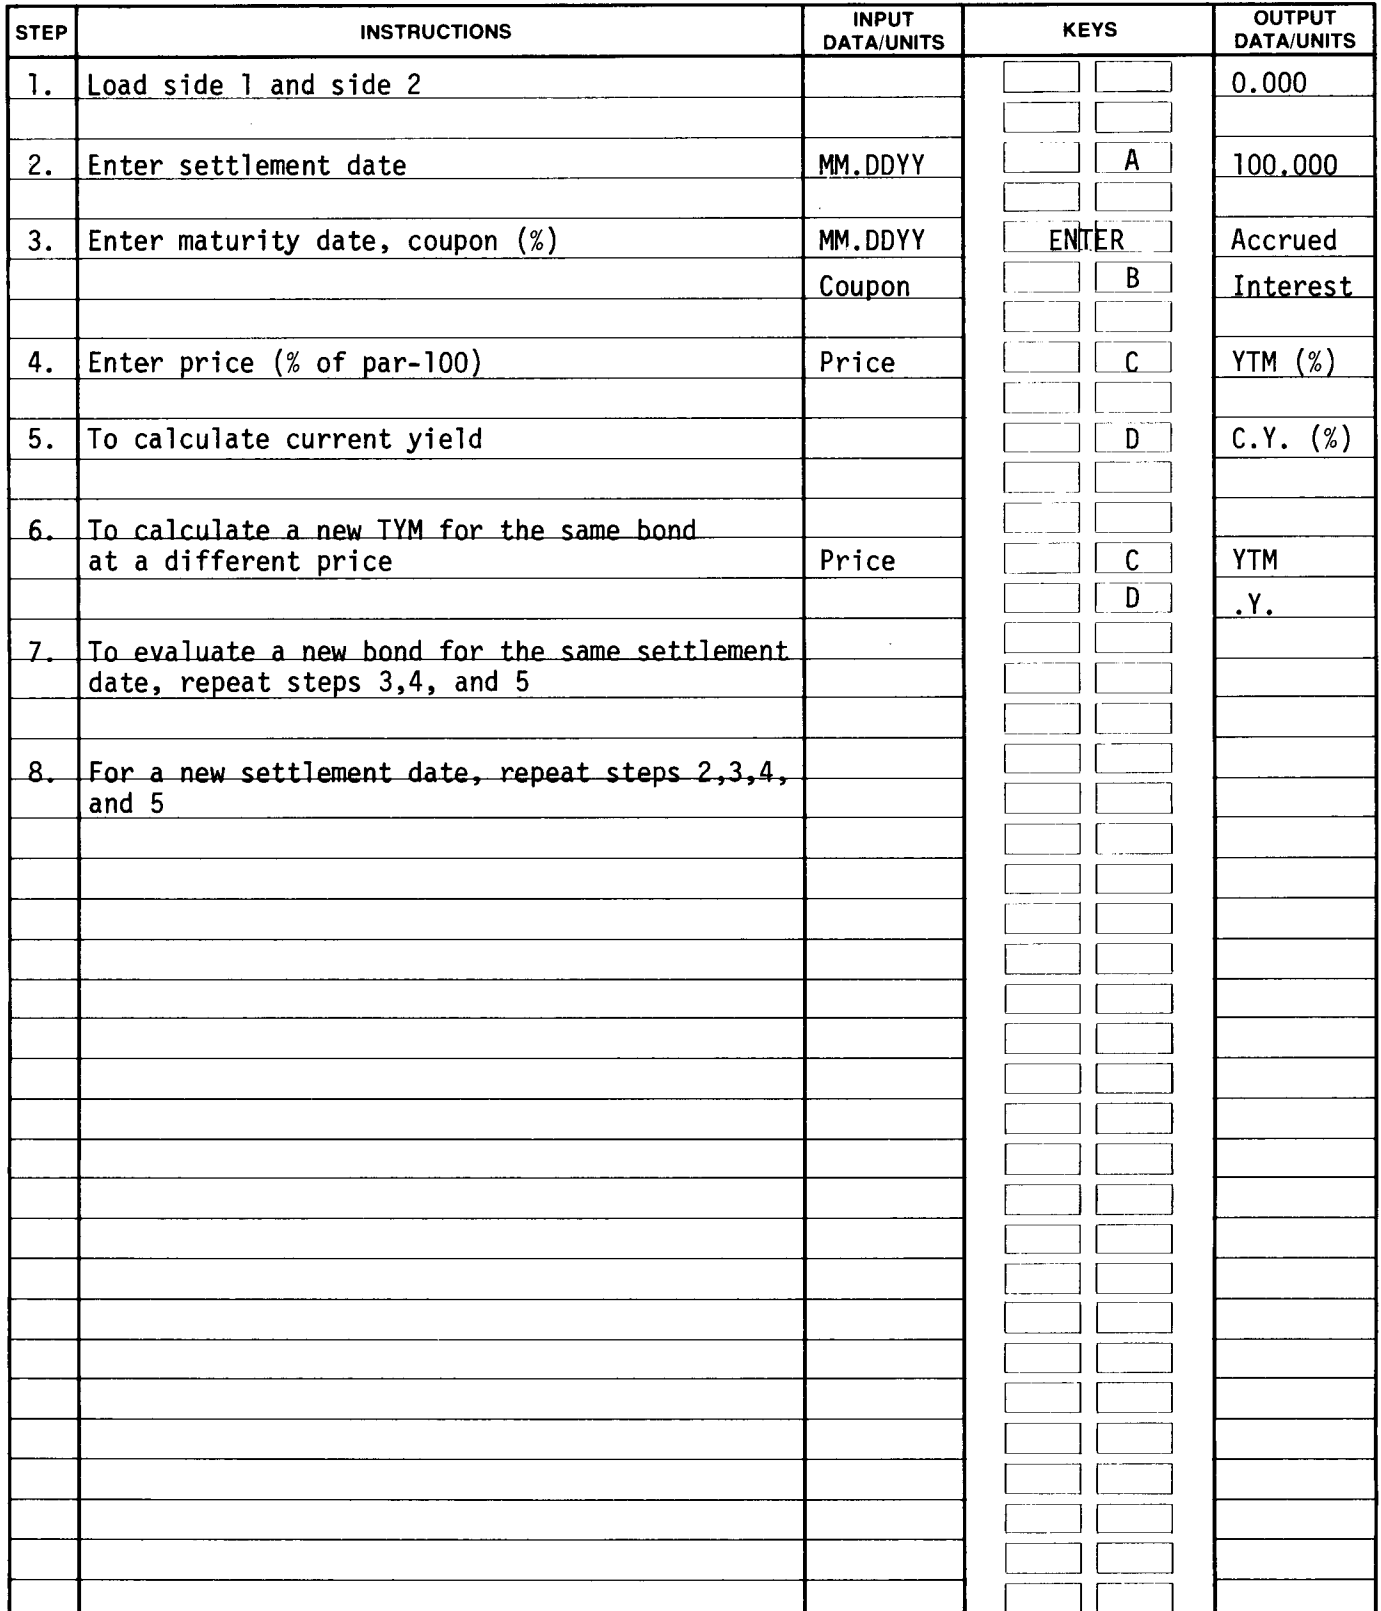 STEP INSTRUCTIONS INPUT DATA/UNITS KEYS OUTPUT DATA/UNITS
1. Load side 1 and side 2 0.000
2. Enter settlement date MM.DDYY A 100.000
3. Enter maturity date, coupon (%) MM.DDYY ENTER Accrued
Coupon B Interest
4. Enter price (% of par-100) Price C YTM (%)
5. To calculate current yield D C.Y. (%)
6. To calculate a new TYM for the same bond
at a different price Price C YTM
D .Y.
7. To evaluate a new bond for the same settlement
date, repeat steps 3,4, and 5
8. For a new settlement date, repeat steps 2,3,4,
and 5